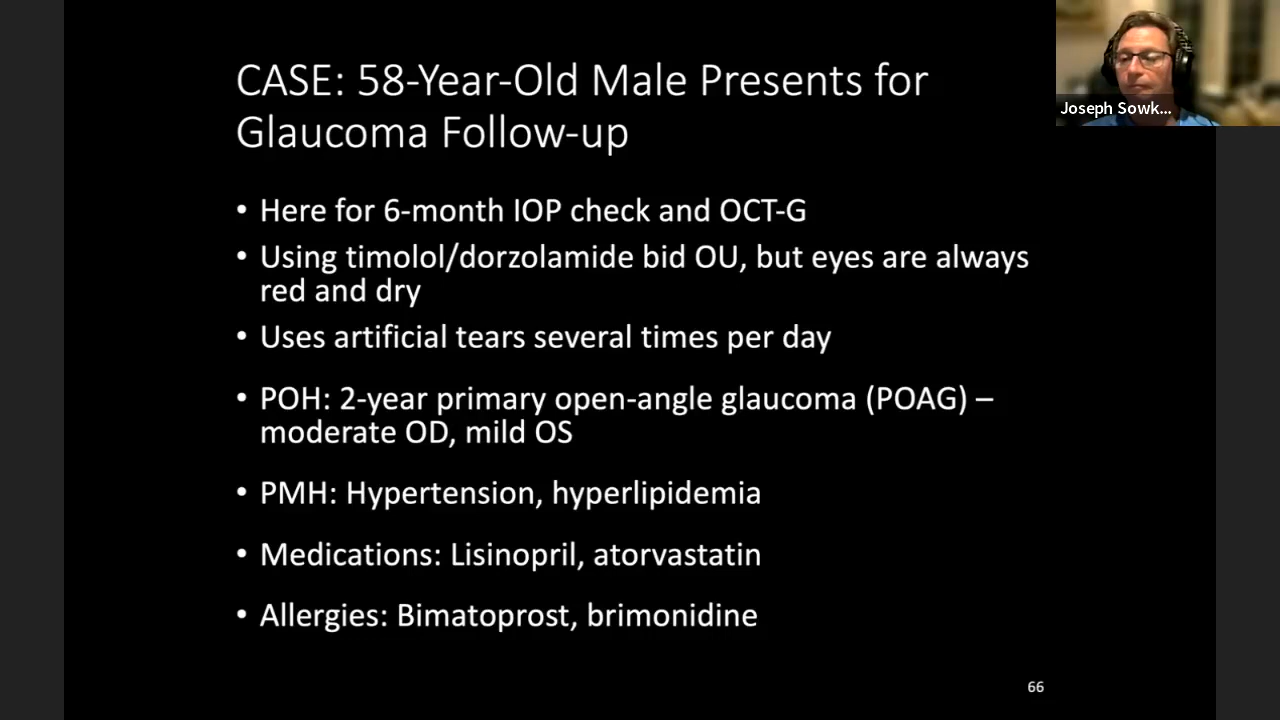 CASE: 58-Year-Old Male Presents for
Glaucoma Follow-up
• Here for 6-month IOP check and OCT-G
• Using timolol/dorzolamide bid OU, but eyes are always
red and dry
• Uses artificial tears several times per day
• POH: 2-year primary open-angle glaucoma (POAG) –
moderate OD, mild OS
• PMH: Hypertension, hyperlipidemia
• Medications: Lisinopril, atorvastatin
• Allergies: Bimatoprost, brimonidine
66
Joseph Sowk...